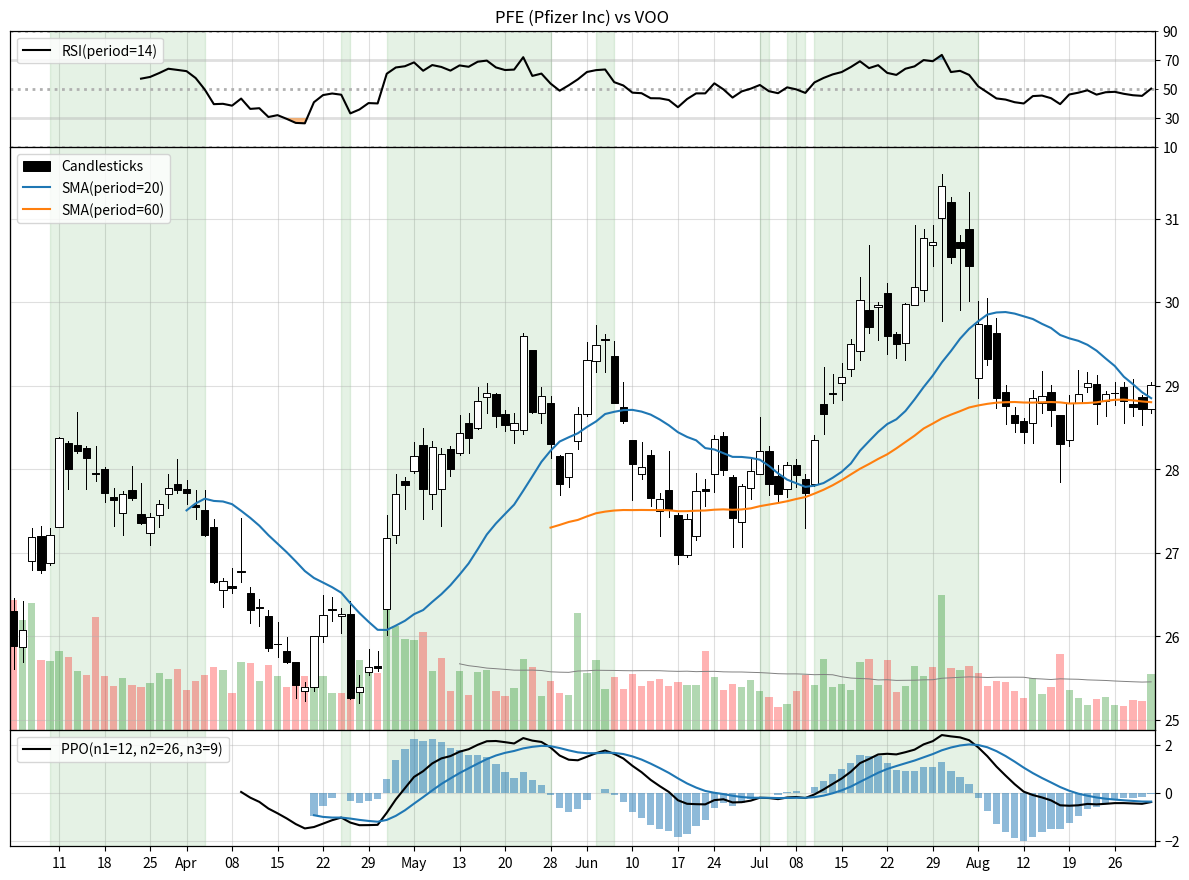 PFE (Pfizer Inc) vs VOO
RSI(period=14)
90
70
50
30
10
Candlesticks
SMA(period=20)
SMA(period=60)
31
30
29
28
27
26
25
PPO(n1=12, n2=26, n3=9)
2
0
−2
11 18 25 Apr 08 15 22 29 May 13 20 28 Jun 10 17 24 Jul 08 15 22 29 Aug 12 19 26